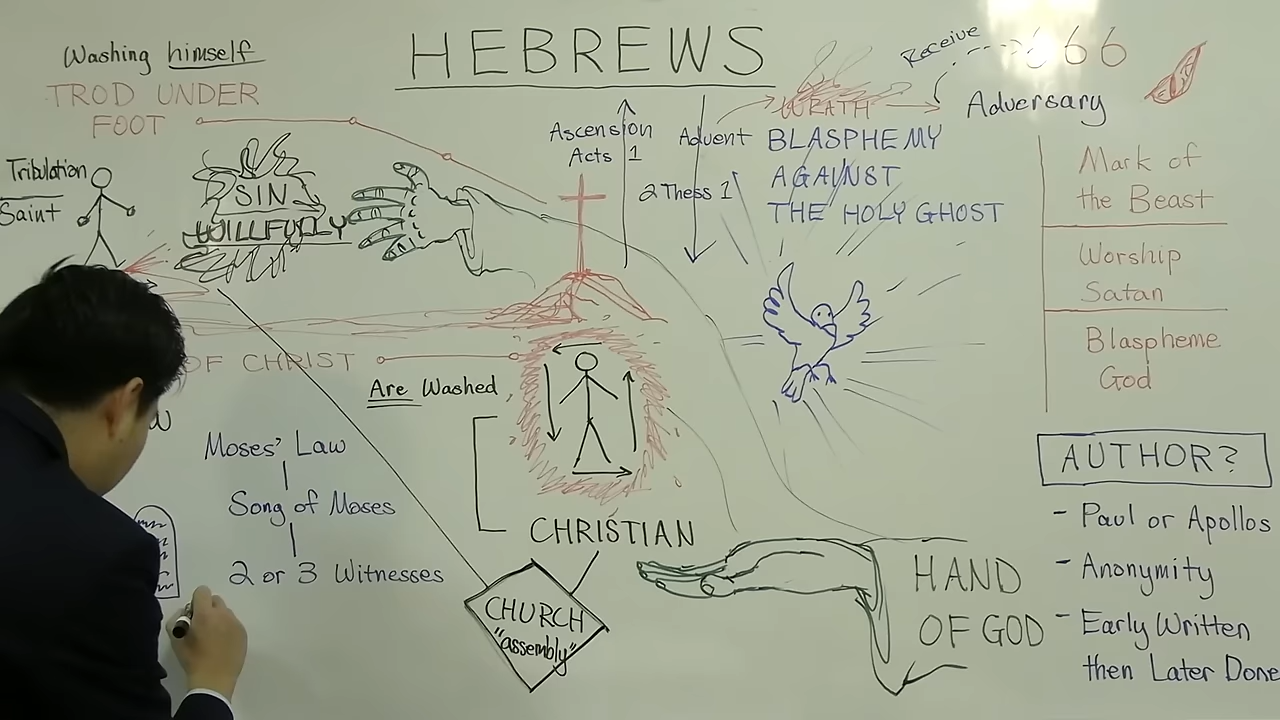 HEBREWS
Washing himself
TROD UNDER
FOOT
Tribulation
Saint
SIN
WILLFULLY
Ascension
Acts 1
Advent
2 Thess 1
WRATH
Receive
666
Adversary
BLASPHEMY
AGAINST
THE HOLY GHOST
Mark of
the Beast
Worship
Satan
Blaspheme
God
OF CHRIST
Are Washed
Moses' Law
Song of Moses
2 or 3 Witnesses
CHRISTIAN
CHURCH
"assembly"
HAND
OF GOD
AUTHOR?
- Paul or Apollos
- Anonymity
- Early Written
then Later Done